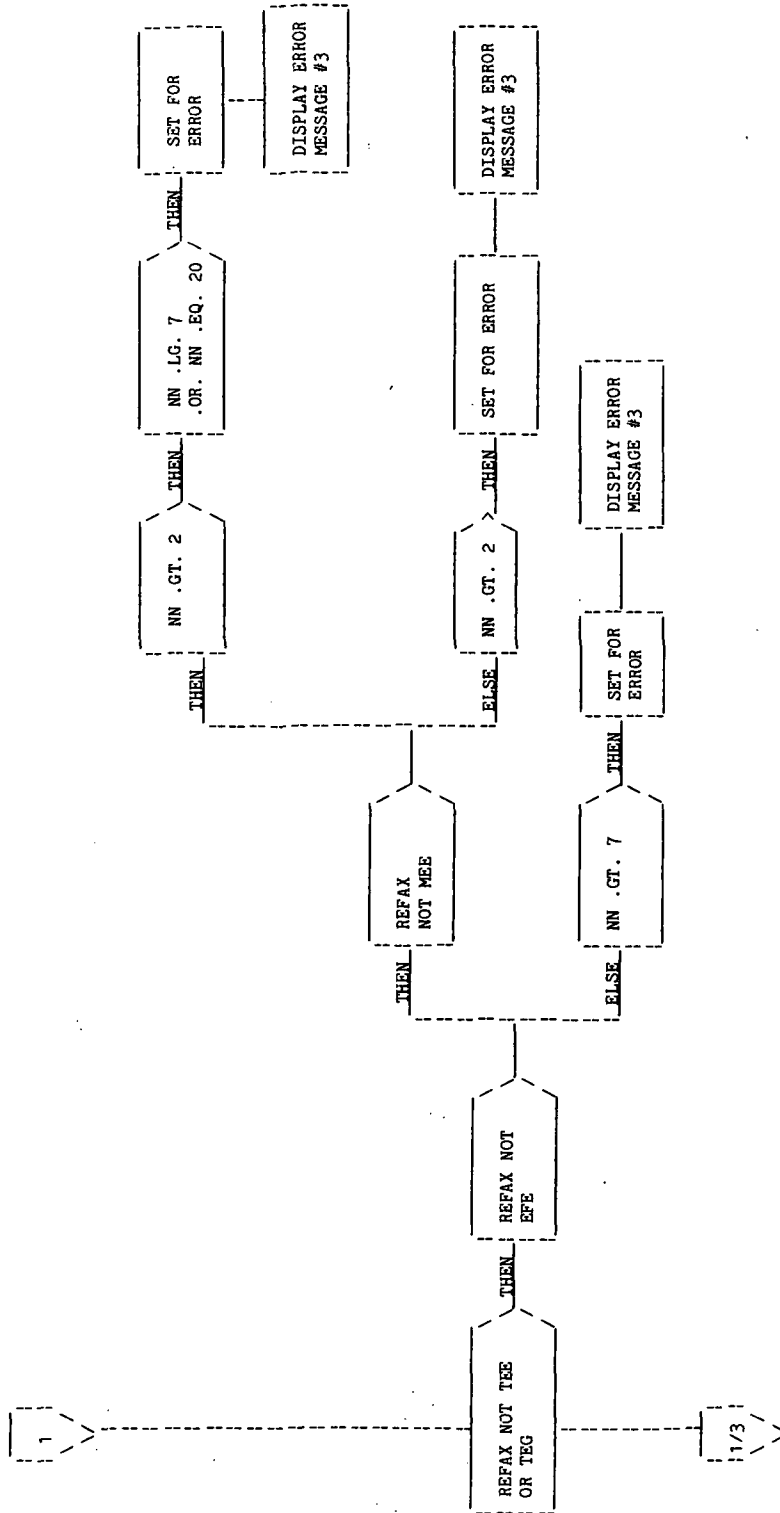 1
REFAX NOT TEE
OR TEG
THEN
REFAX NOT
EFE
THEN
REFAX
NOT MEE
THEN
NN .GT. 2
THEN
NN .LG. 7
.OR. NN .EQ. 20
THEN
SET FOR
ERROR
DISPLAY ERROR
MESSAGE #3
ELSE
NN .GT. 2 >
THEN
SET FOR ERROR
DISPLAY ERROR
MESSAGE #3
ELSE
NN .GT. 7
THEN
SET FOR
ERROR
DISPLAY ERROR
MESSAGE #3
1/3